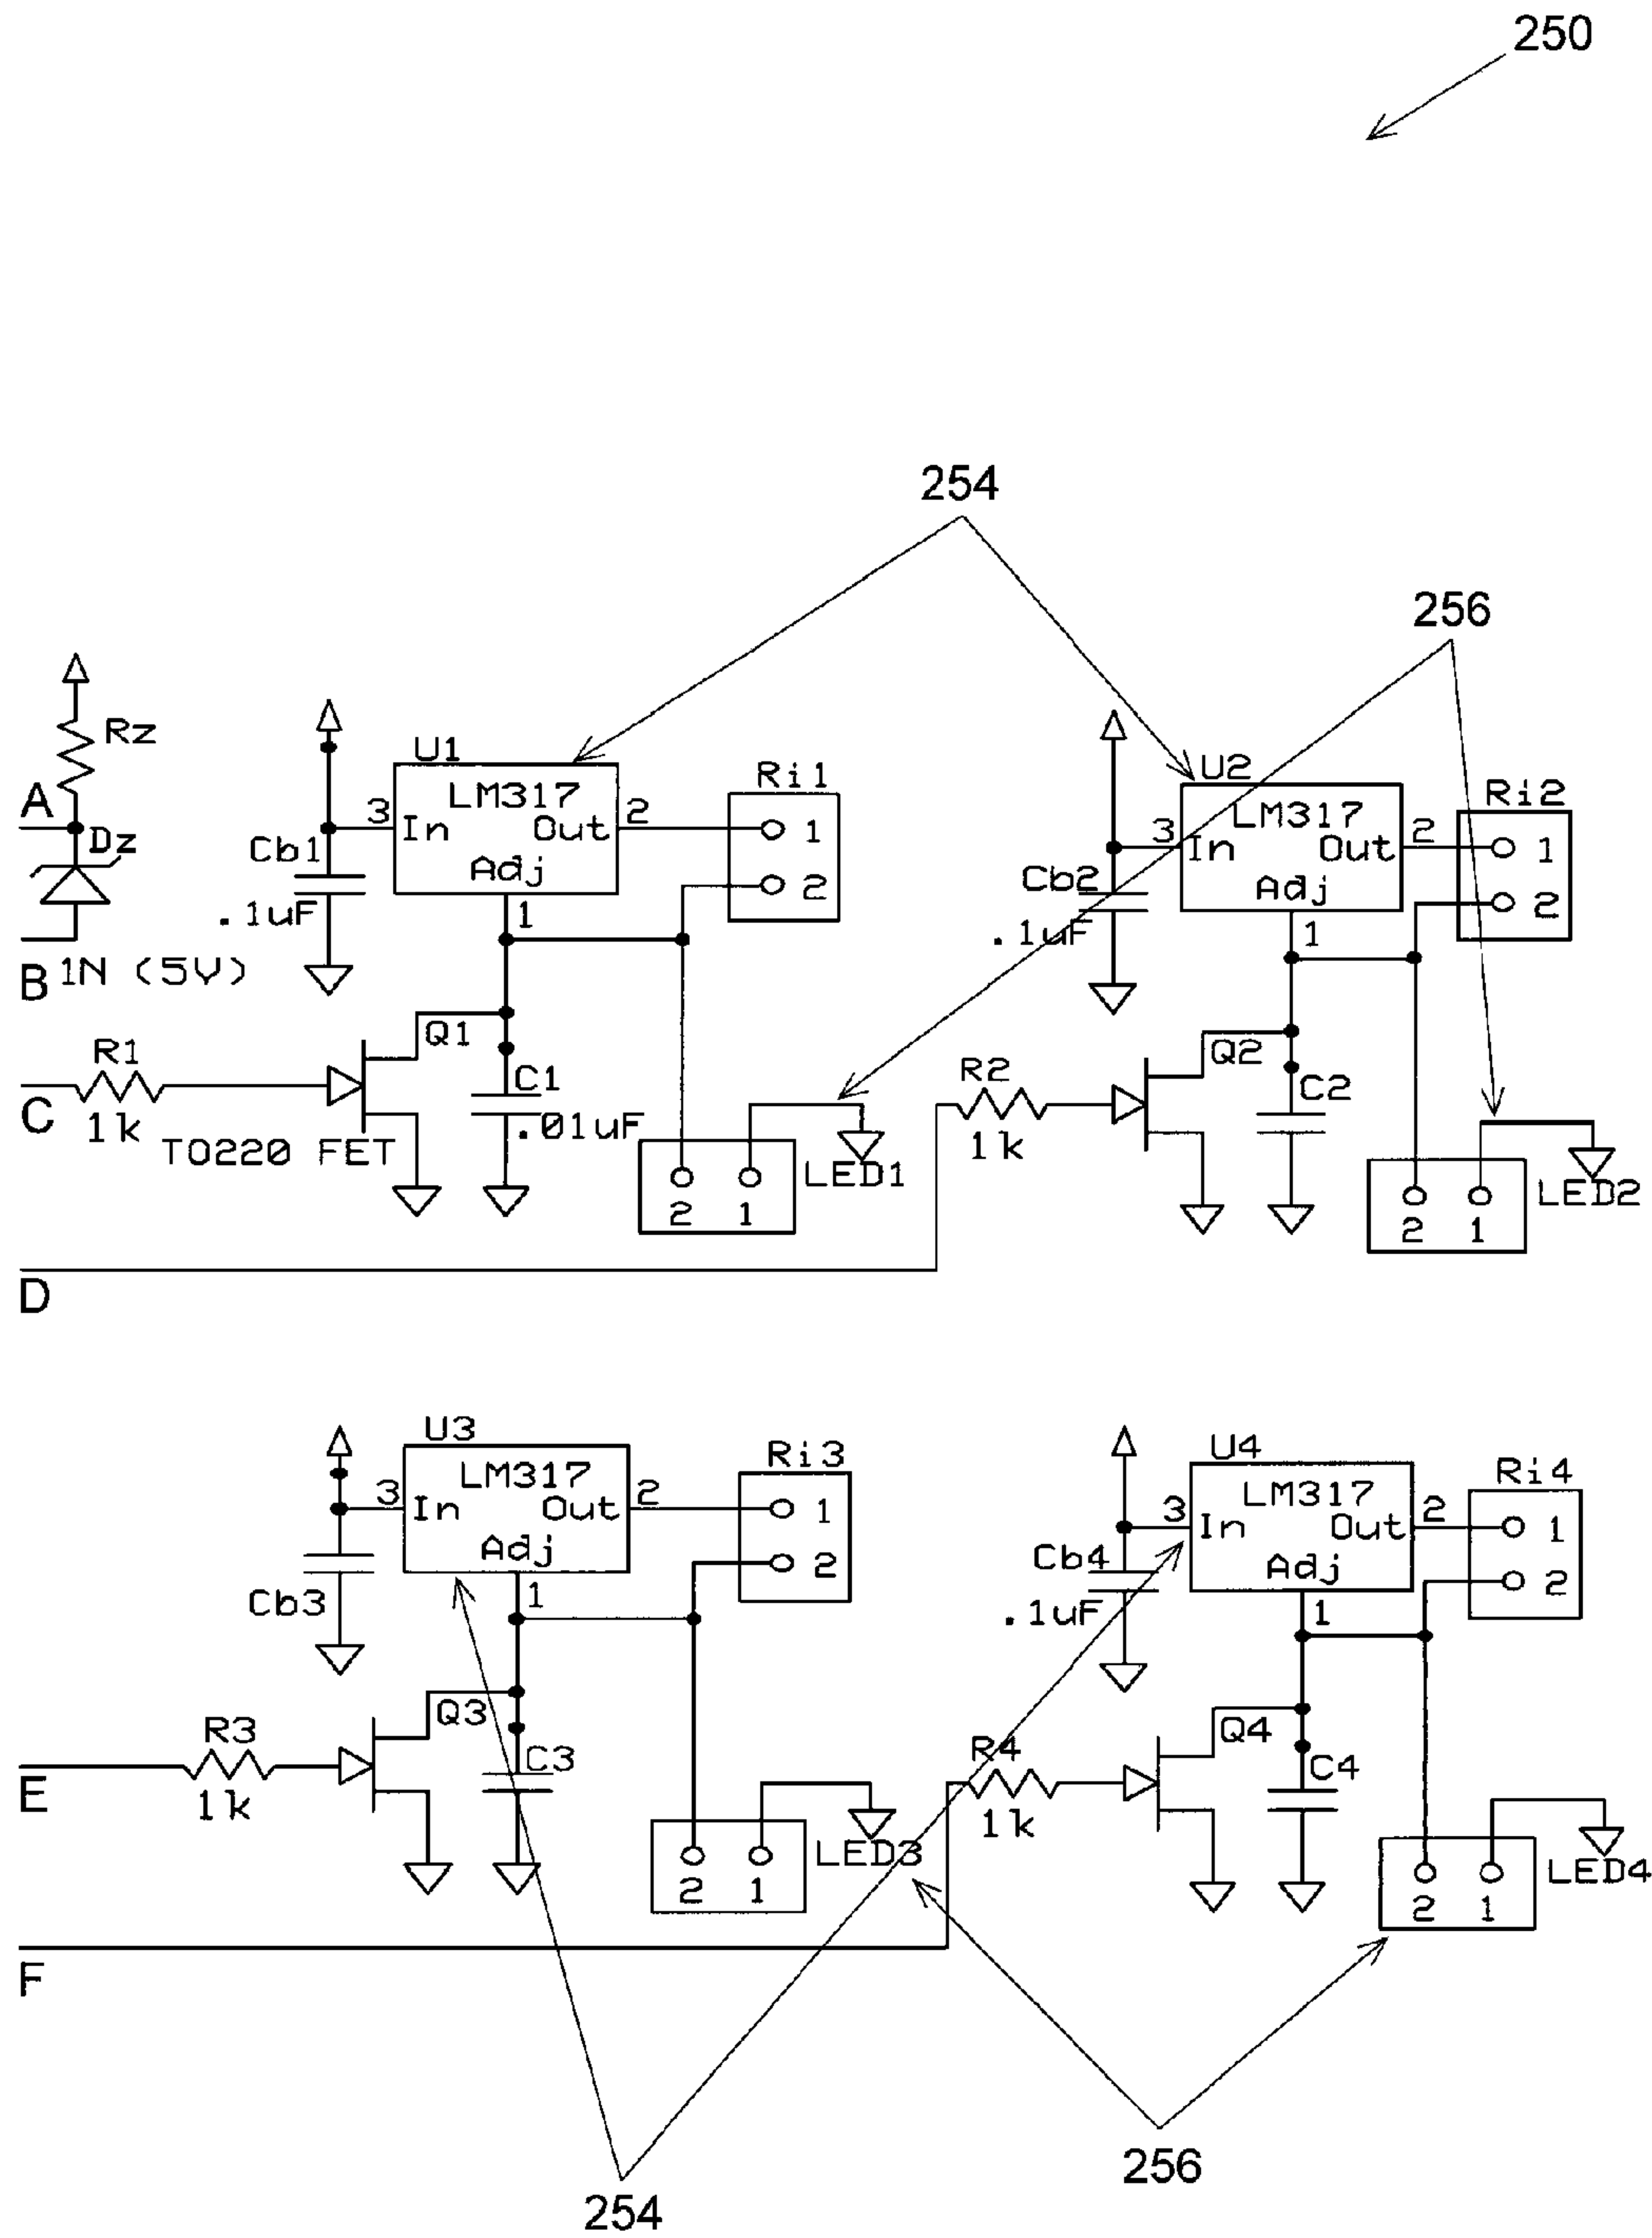 250
254
256
Rz
A
Dz
B
1N (5V)
U1
LM317
3
In
Out
2
Adj
1
Cb1
.1uF
Ri1
1
2
C
R1
1k
TO220 FET
Q1
C1
.01uF
LED1
2
1
U2
LM317
3
In
Out
2
Adj
1
Cb2
.1uF
Ri2
1
2
R2
1k
Q2
C2
LED2
2
1
D
U3
LM317
3
In
Out
2
Adj
1
Cb3
Ri3
1
2
E
R3
1k
Q3
C3
LED3
2
1
U4
LM317
3
In
Out
2
Adj
1
Cb4
.1uF
Ri4
1
2
R4
1k
Q4
C4
LED4
2
1
F
254
256